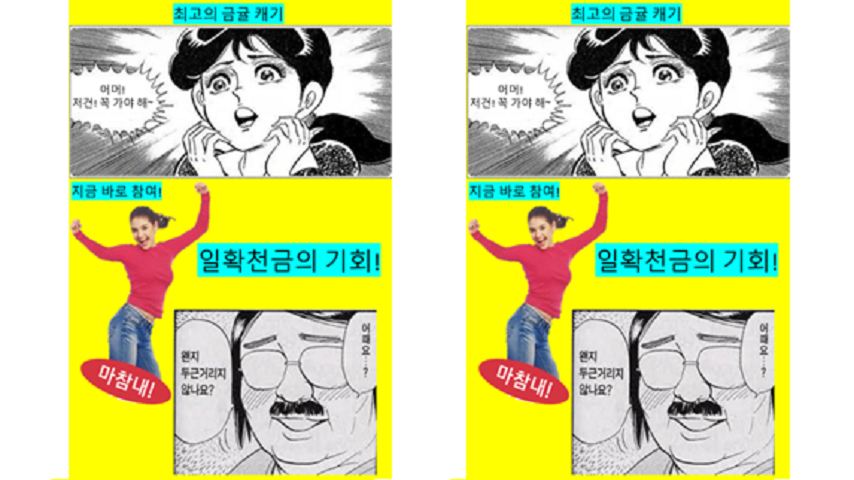 최고의 금귤 캐기
어머!
저건! 꼭 가야 해~
지금 바로 참여!
일확천금의 기회!
마참내!
왠지
두근거리지
않나요?
어때요…?
최고의 금귤 캐기
어머!
저건! 꼭 가야 해~
지금 바로 참여!
일확천금의 기회!
마참내!
왠지
두근거리지
않나요?
어때요…?